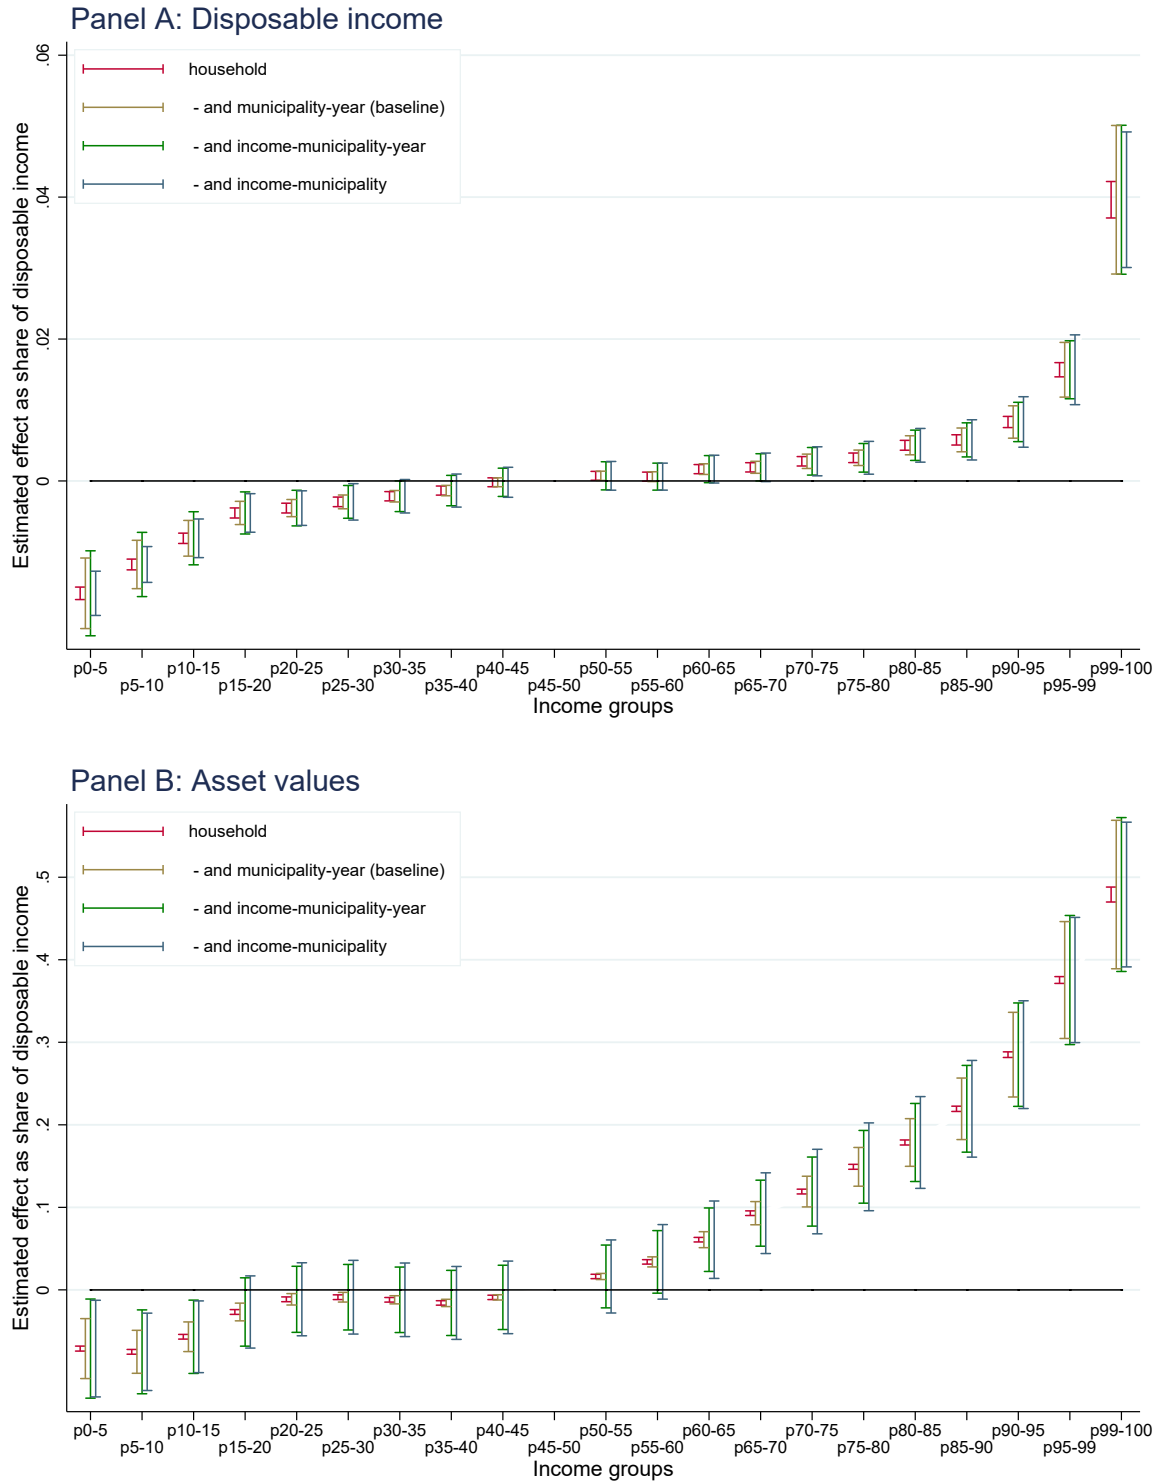 Panel A: Disposable income
household
- and municipality-year (baseline)
- and income-municipality-year
- and income-municipality
Estimated effect as share of disposable income
.06
.04
.02
0
p0-5 p10-15 p20-25 p30-35 p40-45 p50-55 p60-65 p70-75 p80-85 p90-95 p99-100
p5-10 p15-20 p25-30 p35-40 p45-50 p55-60 p65-70 p75-80 p85-90 p95-99
Income groups
Panel B: Asset values
household
- and municipality-year (baseline)
- and income-municipality-year
- and income-municipality
Estimated effect as share of disposable income
.5
.4
.3
.2
.1
0
p0-5 p10-15 p20-25 p30-35 p40-45 p50-55 p60-65 p70-75 p80-85 p90-95 p99-100
p5-10 p15-20 p25-30 p35-40 p45-50 p55-60 p65-70 p75-80 p85-90 p95-99
Income groups